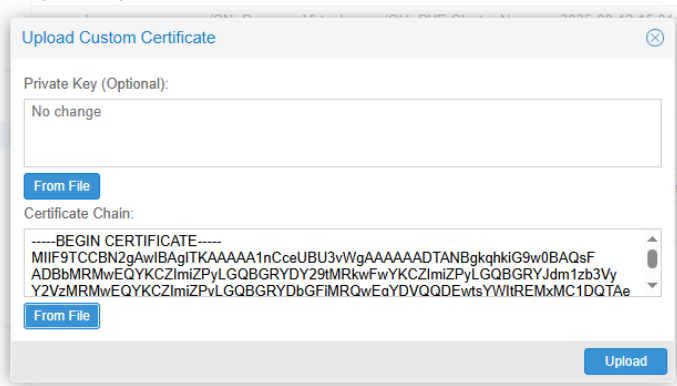 Upload Custom Certificate
Private Key (Optional):
No change
From File
Certificate Chain:
-----BEGIN CERTIFICATE-----
MIIF9TCCBN2gAwIBAgITKAAAAA1nCceUBU3vWgAAAAAADTANBgkqhkiG9w0BAQsF
ADBbMRMwEQYKCZImiZPyLGQBGRYDY29tMRkwFwYKCZImiZPyLGQBGRYJdm1zb3Vy
Y2VzMRMwEQYKCZImiZPyLGQBGRYDbGFiMRQwEgYDVQQDEwtsYWItREMxMC1DQTAe
From File
Upload